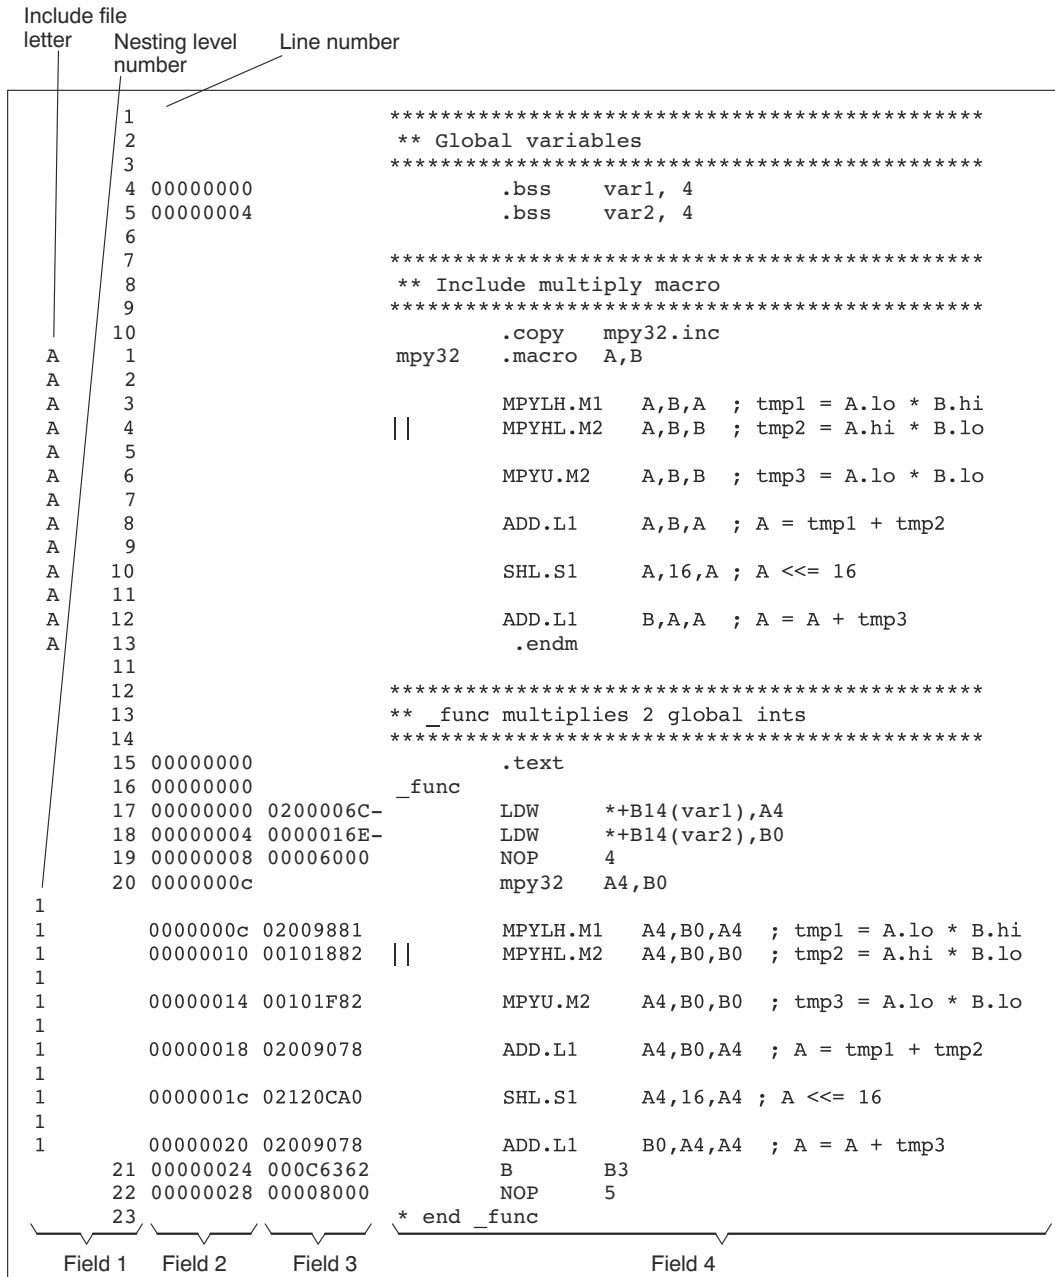 Include file
letter
Nesting level
number
Line number
1 ***********************************************
2 ** Global variables
3 ***********************************************
4 00000000 .bss var1, 4
5 00000004 .bss var2, 4
6
7 ***********************************************
8 ** Include multiply macro
9 ***********************************************
10 .copy mpy32.inc
A 1 mpy32 .macro A,B
A 2
A 3 MPYLH.M1 A,B,A ; tmp1 = A.lo * B.hi
A 4 || MPYHL.M2 A,B,B ; tmp2 = A.hi * B.lo
A 5
A 6 MPYU.M2 A,B,B ; tmp3 = A.lo * B.lo
A 7
A 8 ADD.L1 A,B,A ; A = tmp1 + tmp2
A 9
A 10 SHL.S1 A,16,A ; A <<= 16
A 11
A 12 ADD.L1 B,A,A ; A = A + tmp3
A 13 .endm
11
12 ***********************************************
13 ** _func multiplies 2 global ints
14 ***********************************************
15 00000000 .text
16 00000000 _func
17 00000000 0200006C- LDW *+B14(var1),A4
18 00000004 0000016E- LDW *+B14(var2),B0
19 00000008 00006000 NOP 4
20 0000000c mpy32 A4,B0
1
1 0000000c 02009881 MPYLH.M1 A4,B0,A4 ; tmp1 = A.lo * B.hi
1 00000010 00101882 || MPYHL.M2 A4,B0,B0 ; tmp2 = A.hi * B.lo
1
1 00000014 00101F82 MPYU.M2 A4,B0,B0 ; tmp3 = A.lo * B.lo
1
1 00000018 02009078 ADD.L1 A4,B0,A4 ; A = tmp1 + tmp2
1
1 0000001c 02120CA0 SHL.S1 A4,16,A4 ; A <<= 16
1
1 00000020 02009078 ADD.L1 B0,A4,A4 ; A = A + tmp3
21 00000024 000C6362 B B3
22 00000028 00008000 NOP 5
23 * end _func
Field 1 Field 2 Field 3 Field 4